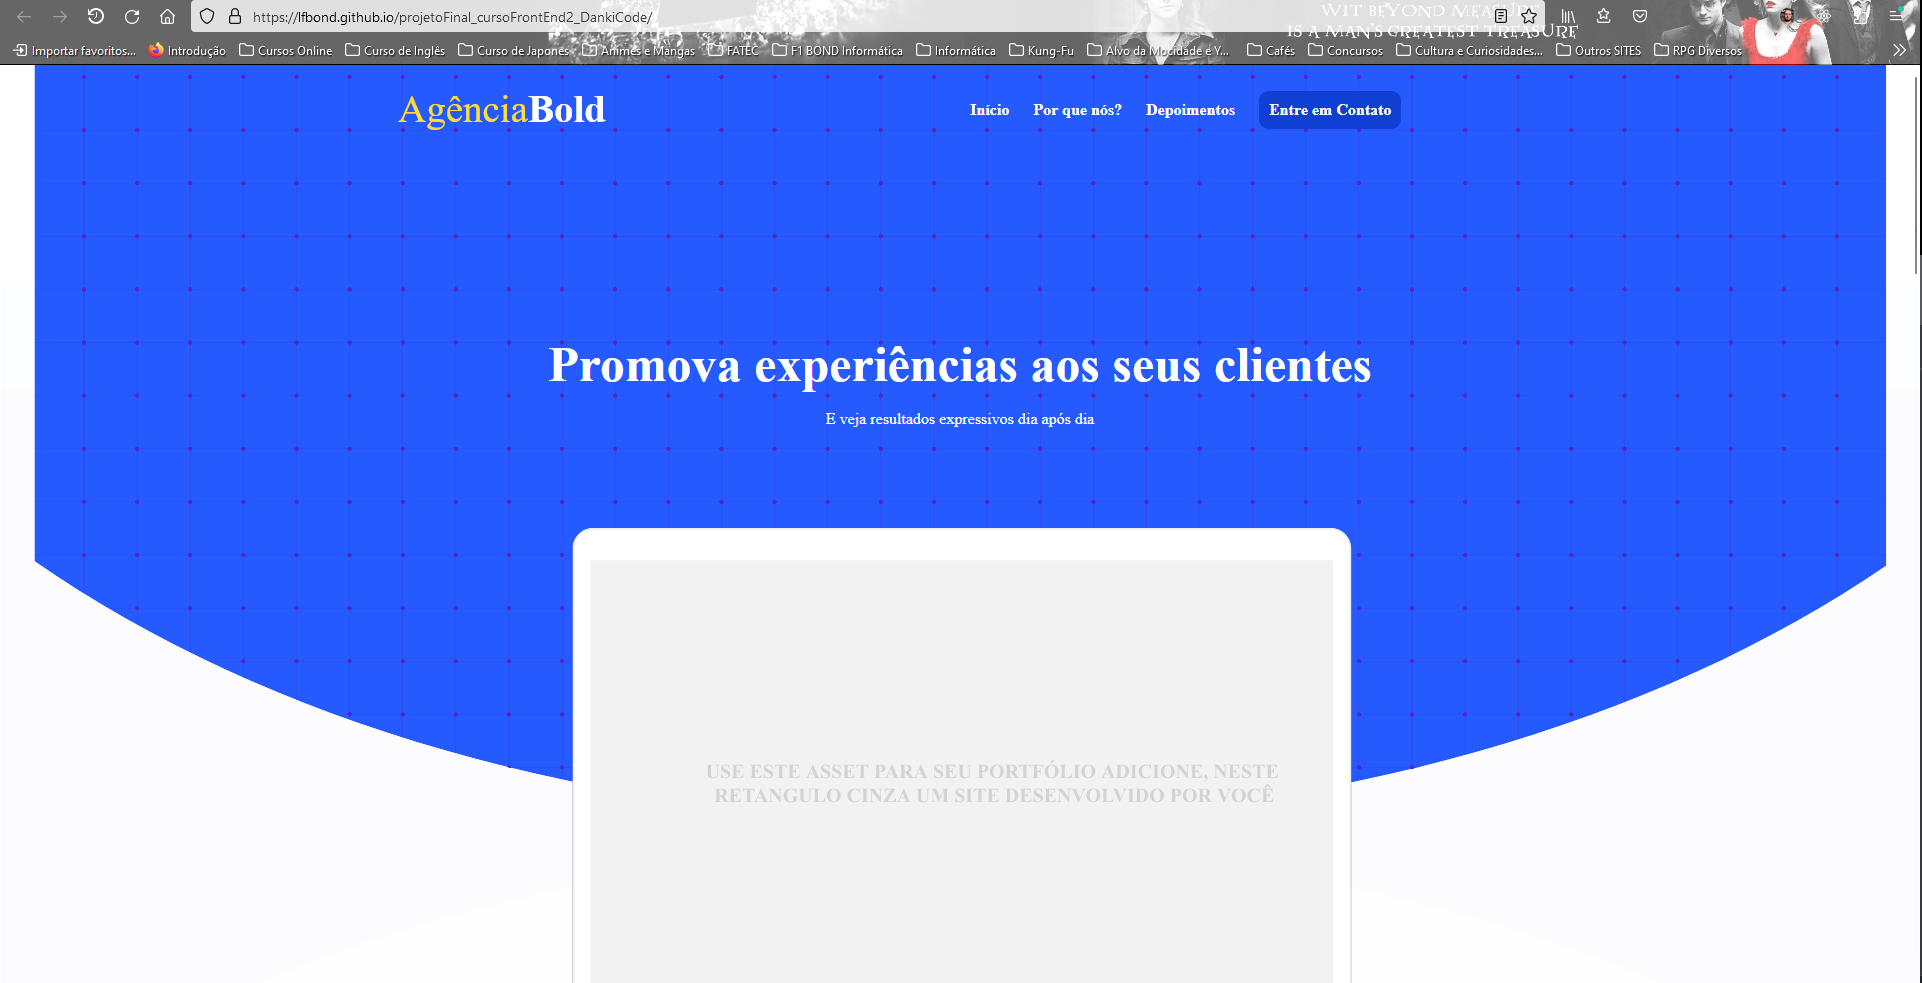 https://lfbond.github.io/projetoFinal_cursoFrontEnd2_DankiCode/
WIT BEYOND MEASURE
IS A MAN'S GREATEST TREASURE
Importar favoritos... Introdução Cursos Online Curso de Inglês Curso de Japonês Animes e Mangas FATEC F1 BOND Informática Informática Kung-Fu Alvo da Mocidade e Y... Cafés Concursos Cultura e Curiosidades... Outros SITES RPG Diversos
AgênciaBold Início Por que nós? Depoimentos Entre em Contato
Promova experiências aos seus clientes
E veja resultados expressivos dia após dia
USE ESTE ASSET PARA SEU PORTFÓLIO ADICIONE, NESTE
RETANGULO CINZA UM SITE DESENVOLVIDO POR VOCÊ